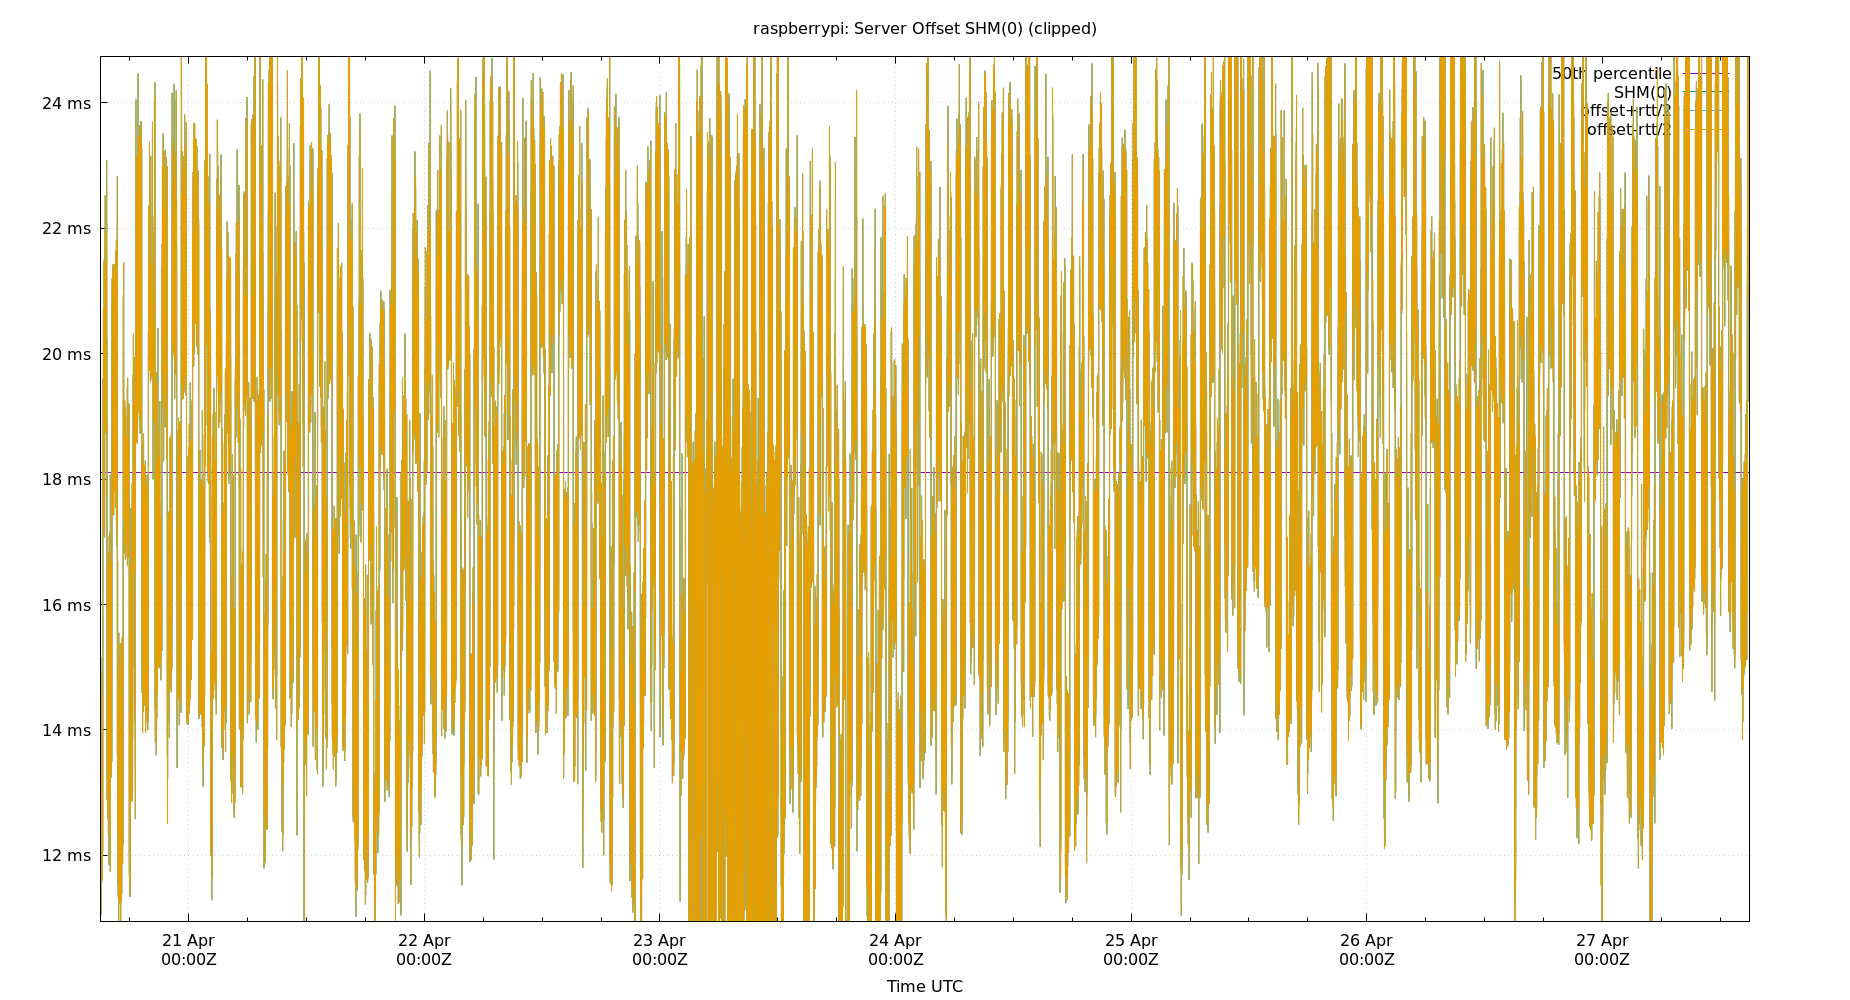 raspberrypi: Server Offset SHM(0) (clipped)
50th percentile
SHM(0)
offset+rtt/2
offset-rtt/2
24 ms
22 ms
20 ms
18 ms
16 ms
14 ms
12 ms
21 Apr 22 Apr 23 Apr 24 Apr 25 Apr 26 Apr 27 Apr
00:00Z 00:00Z 00:00Z 00:00Z 00:00Z 00:00Z 00:00Z
Time UTC